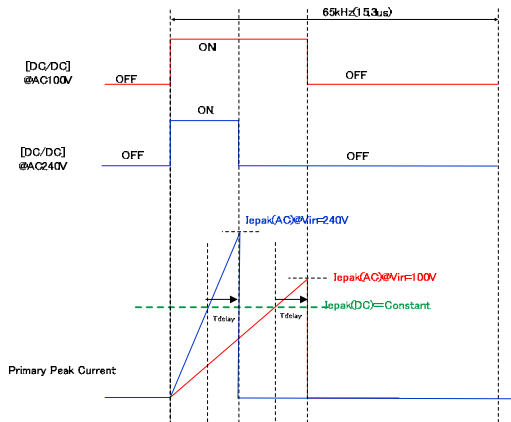 65kHz(15.3us)
[DC/DC]
@AC100V
OFF
ON
OFF
[DC/DC]
@AC240V
OFF
ON
OFF
Iepak(AC)@Vin=240V
Iepak(AC)@Vin=100V
Iepak(DC)=Constant
Tdelay
Tdelay
Primary Peak Current